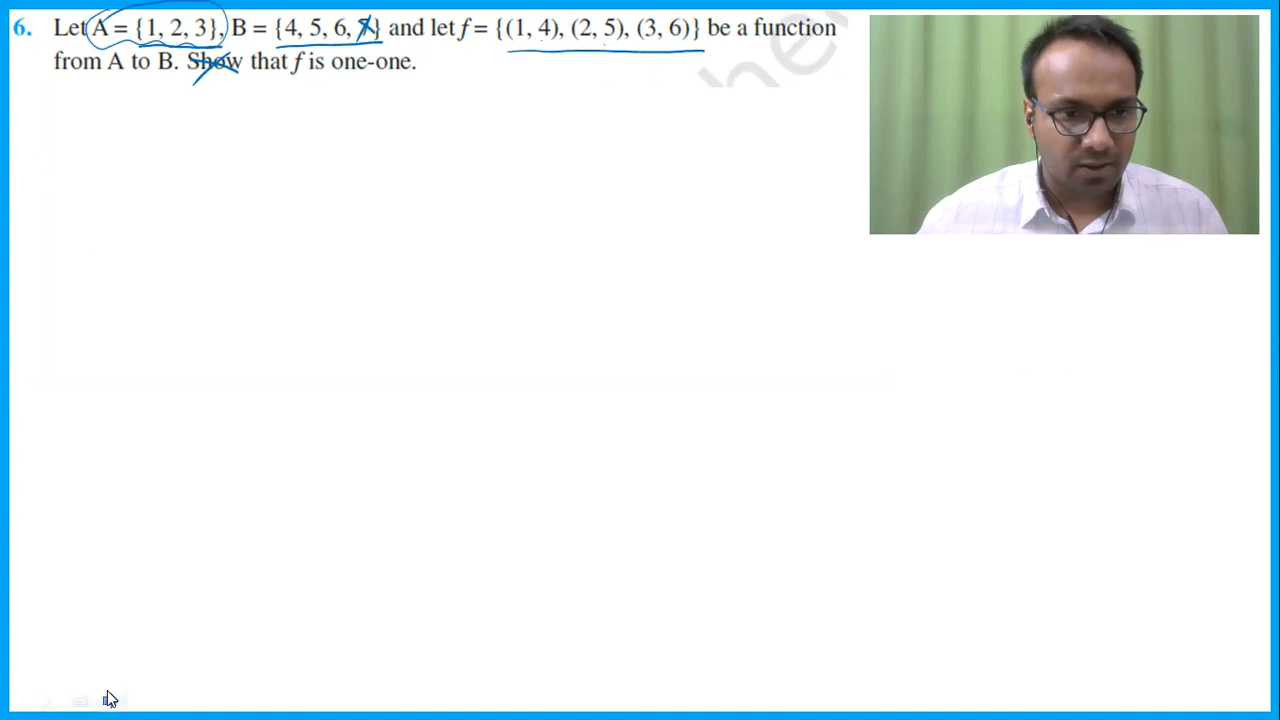 6. Let A = {1, 2, 3}, B = {4, 5, 6, 7} and let f = {(1, 4), (2, 5), (3, 6)} be a function
from A to B. Show that f is one-one.